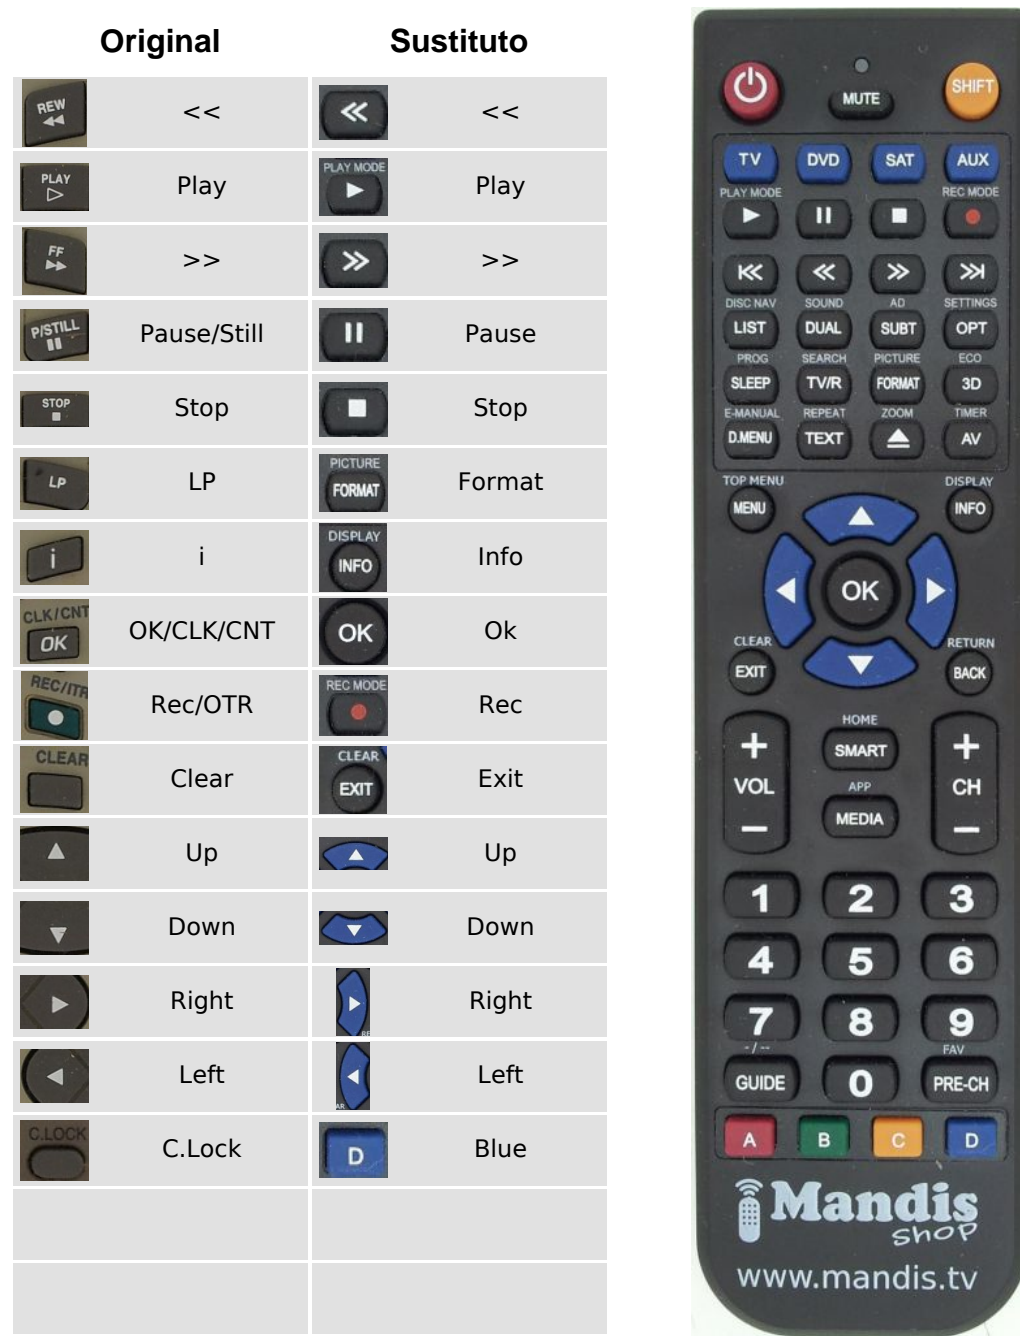 Original Sustituto
REW << <<
PLAY Play PLAY MODE Play
FF >> >>
P/STILL Pause/Still Pause
STOP Stop Stop
LP LP PICTURE FORMAT Format
i i DISPLAY INFO Info
CLK/CNT OK OK/CLK/CNT OK Ok
REC/ITR Rec/OTR REC MODE Rec
CLEAR Clear CLEAR EXIT Exit
Up Up
Down Down
Right Right
Left Left
C.LOCK C.Lock D Blue
MUTE SHIFT
TV DVD SAT AUX
PLAY MODE REC MODE
DISC NAV SOUND AD SETTINGS
LIST DUAL SUBT OPT
PROG SEARCH PICTURE ECO
SLEEP TV/R FORMAT 3D
E-MANUAL REPEAT ZOOM TIMER
D.MENU TEXT AV
TOP MENU DISPLAY
MENU INFO
OK
CLEAR RETURN
EXIT BACK
HOME
+ SMART +
VOL APP CH
- MEDIA -
1 2 3
4 5 6
7 8 9
-/-- FAV
GUIDE 0 PRE-CH
A B C D
Mandis
Shop
www.mandis.tv